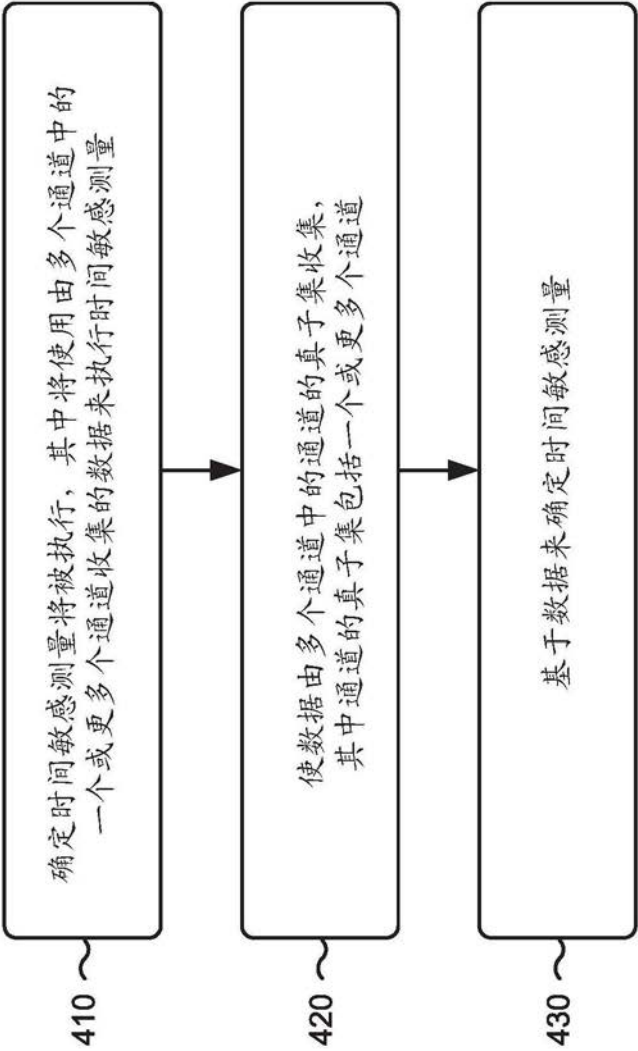 410
确定时间敏感测量将被执行，其中将使用由多个通道中的
一个或更多个通道收集的数据来执行时间敏感测量
420
使数据由多个通道中的通道的真子集收集，
其中通道的真子集包括一个或更多个通道
430
基于数据来确定时间敏感测量